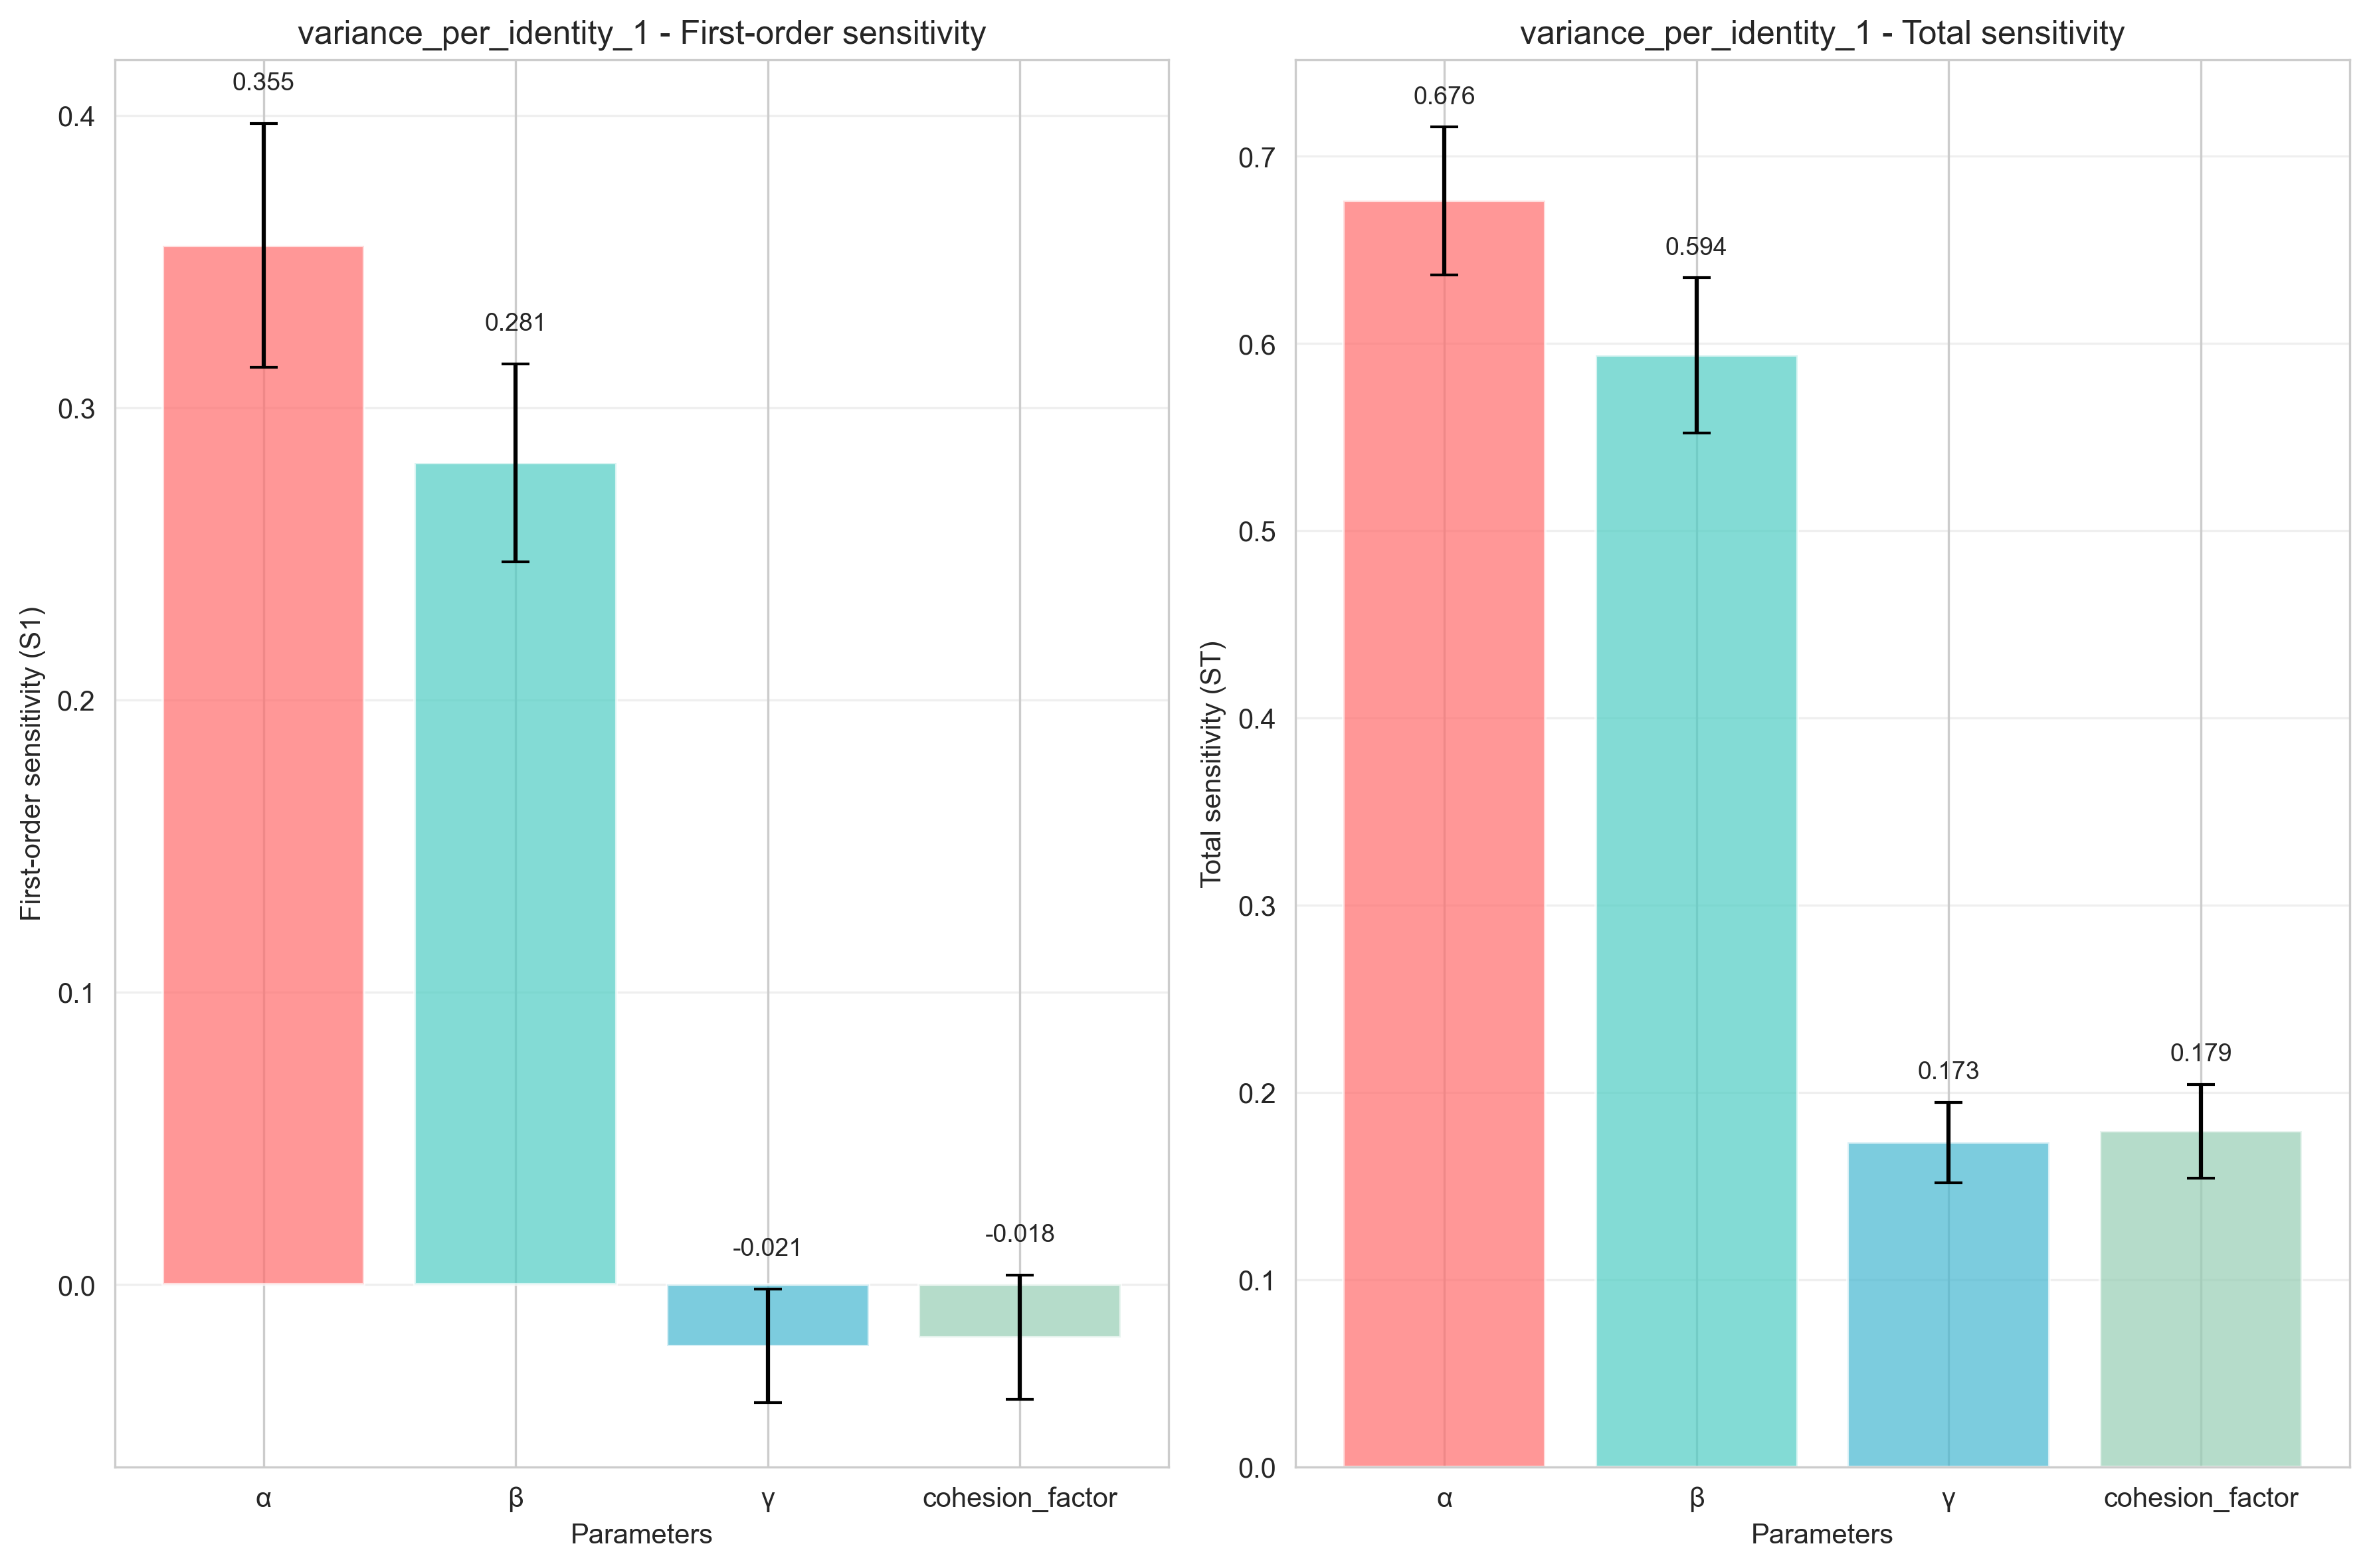 variance_per_identity_1 - First-order sensitivity
First-order sensitivity (S1)
0.4
0.3
0.2
0.1
0.0
0.355
0.281
-0.021
-0.018
α
β
γ
cohesion_factor
Parameters
variance_per_identity_1 - Total sensitivity
Total sensitivity (ST)
0.7
0.6
0.5
0.4
0.3
0.2
0.1
0.0
0.676
0.594
0.173
0.179
α
β
γ
cohesion_factor
Parameters